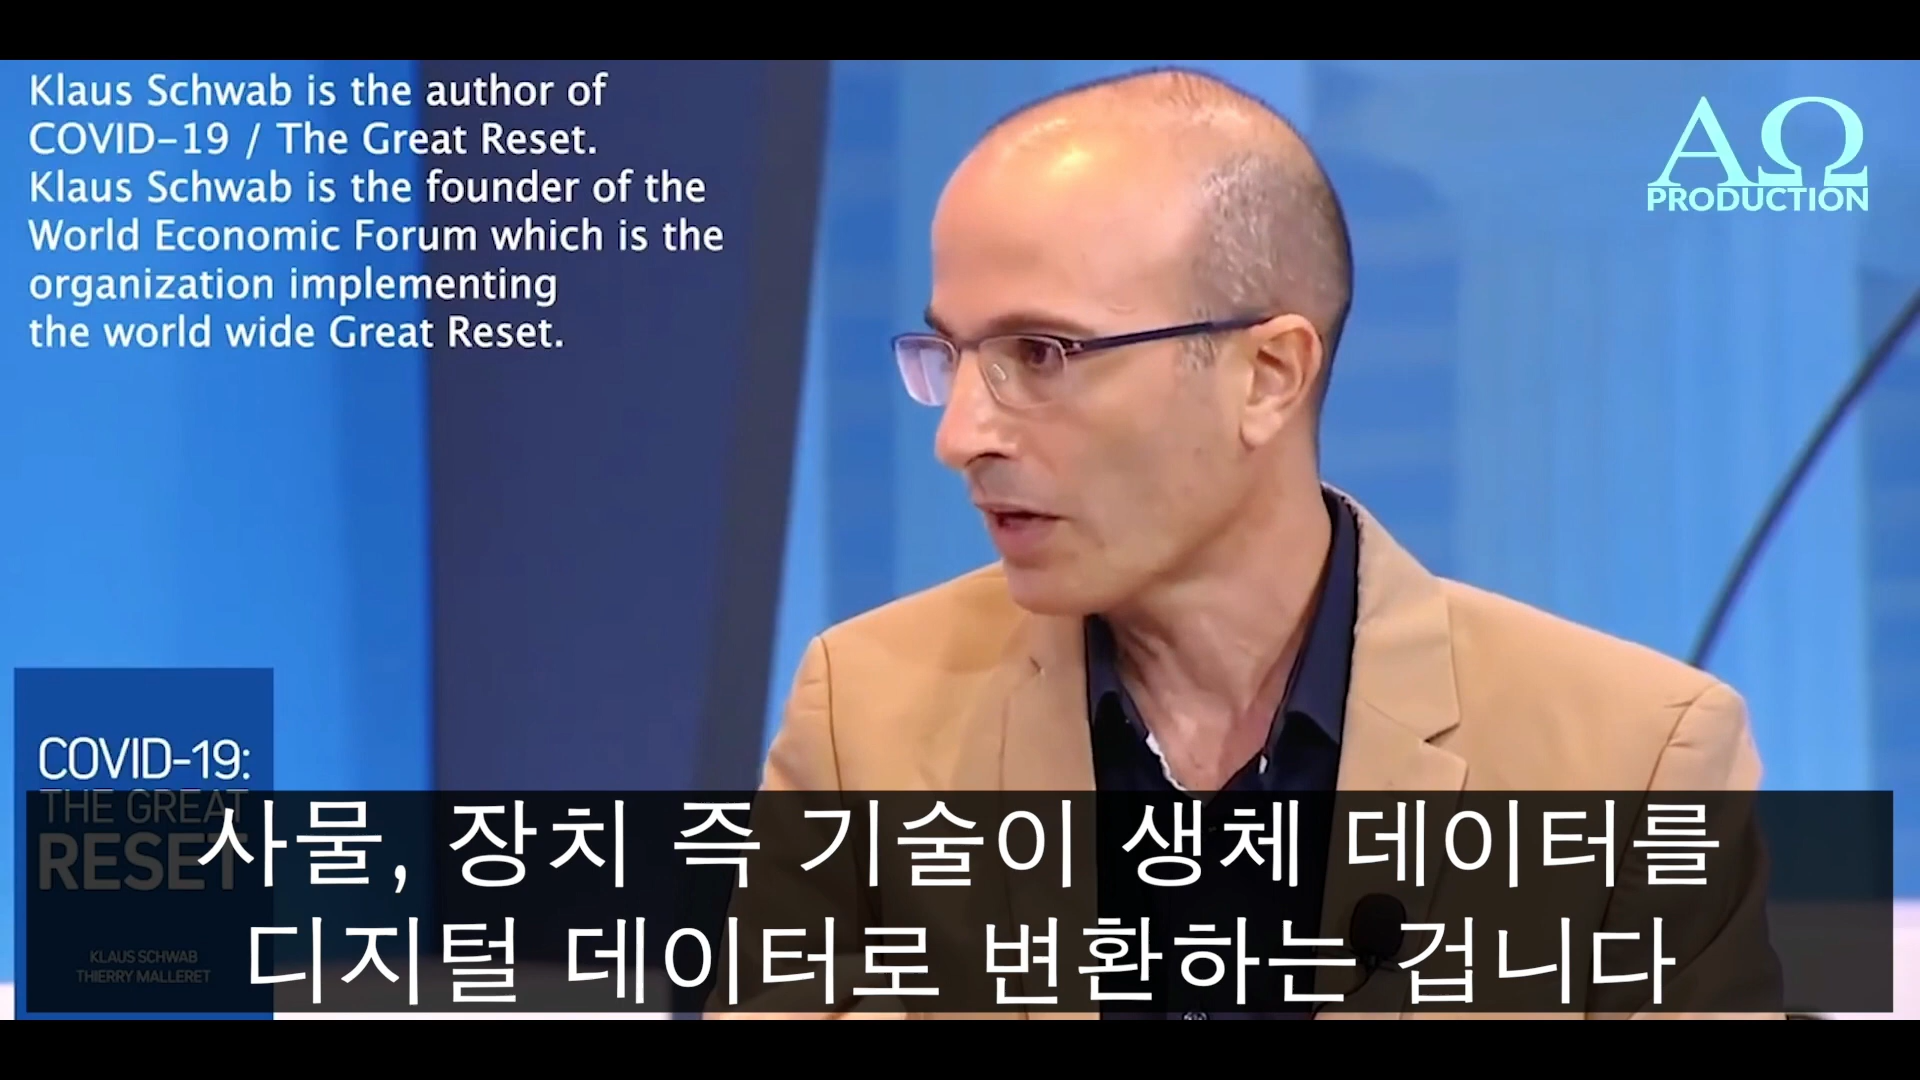 Klaus Schwab is the author of
COVID-19 / The Great Reset.
Klaus Schwab is the founder of the
World Economic Forum which is the
organization implementing
the world wide Great Reset.
ΑΩ
PRODUCTION
COVID-19:
THE GREAT
RESET
KLAUS SCHWAB
THIERRY MALLERET
사물, 장치 즉 기술이 생체 데이터를
디지털 데이터로 변환하는 겁니다